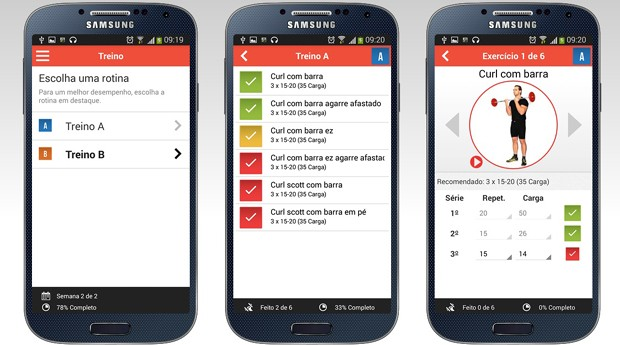 SAMSUNG
09:19
Treino
Escolha uma rotina
Para um melhor desempenho, escolha a
rotina em destaque.
A Treino A
B Treino B
Semana 2 de 2
78% Completo
SAMSUNG
09:20
Treino A
A
Curl com barra
3 x 15-20 (35 Carga)
Curl com barra agarre afastado
3 x 15-20 (35 Carga)
Curl com barra ez
3 x 15-20 (35 Carga)
Curl com barra ez agarre afastad
3 x 15-20 (35 Carga)
Curl scott com barra
3 x 15-20 (35 Carga)
Curl scott com barra em pé
3 x 15-20 (35 Carga)
Feito 2 de 6
33% Completo
SAMSUNG
09:20
Exercício 1 de 6
A
Curl com barra
Recomendado: 3 x 15-20 (35 Carga)
Série Repet. Carga
1º 20 50
2º 15 26
3º 15 14
Feito 0 de 6
0% Completo